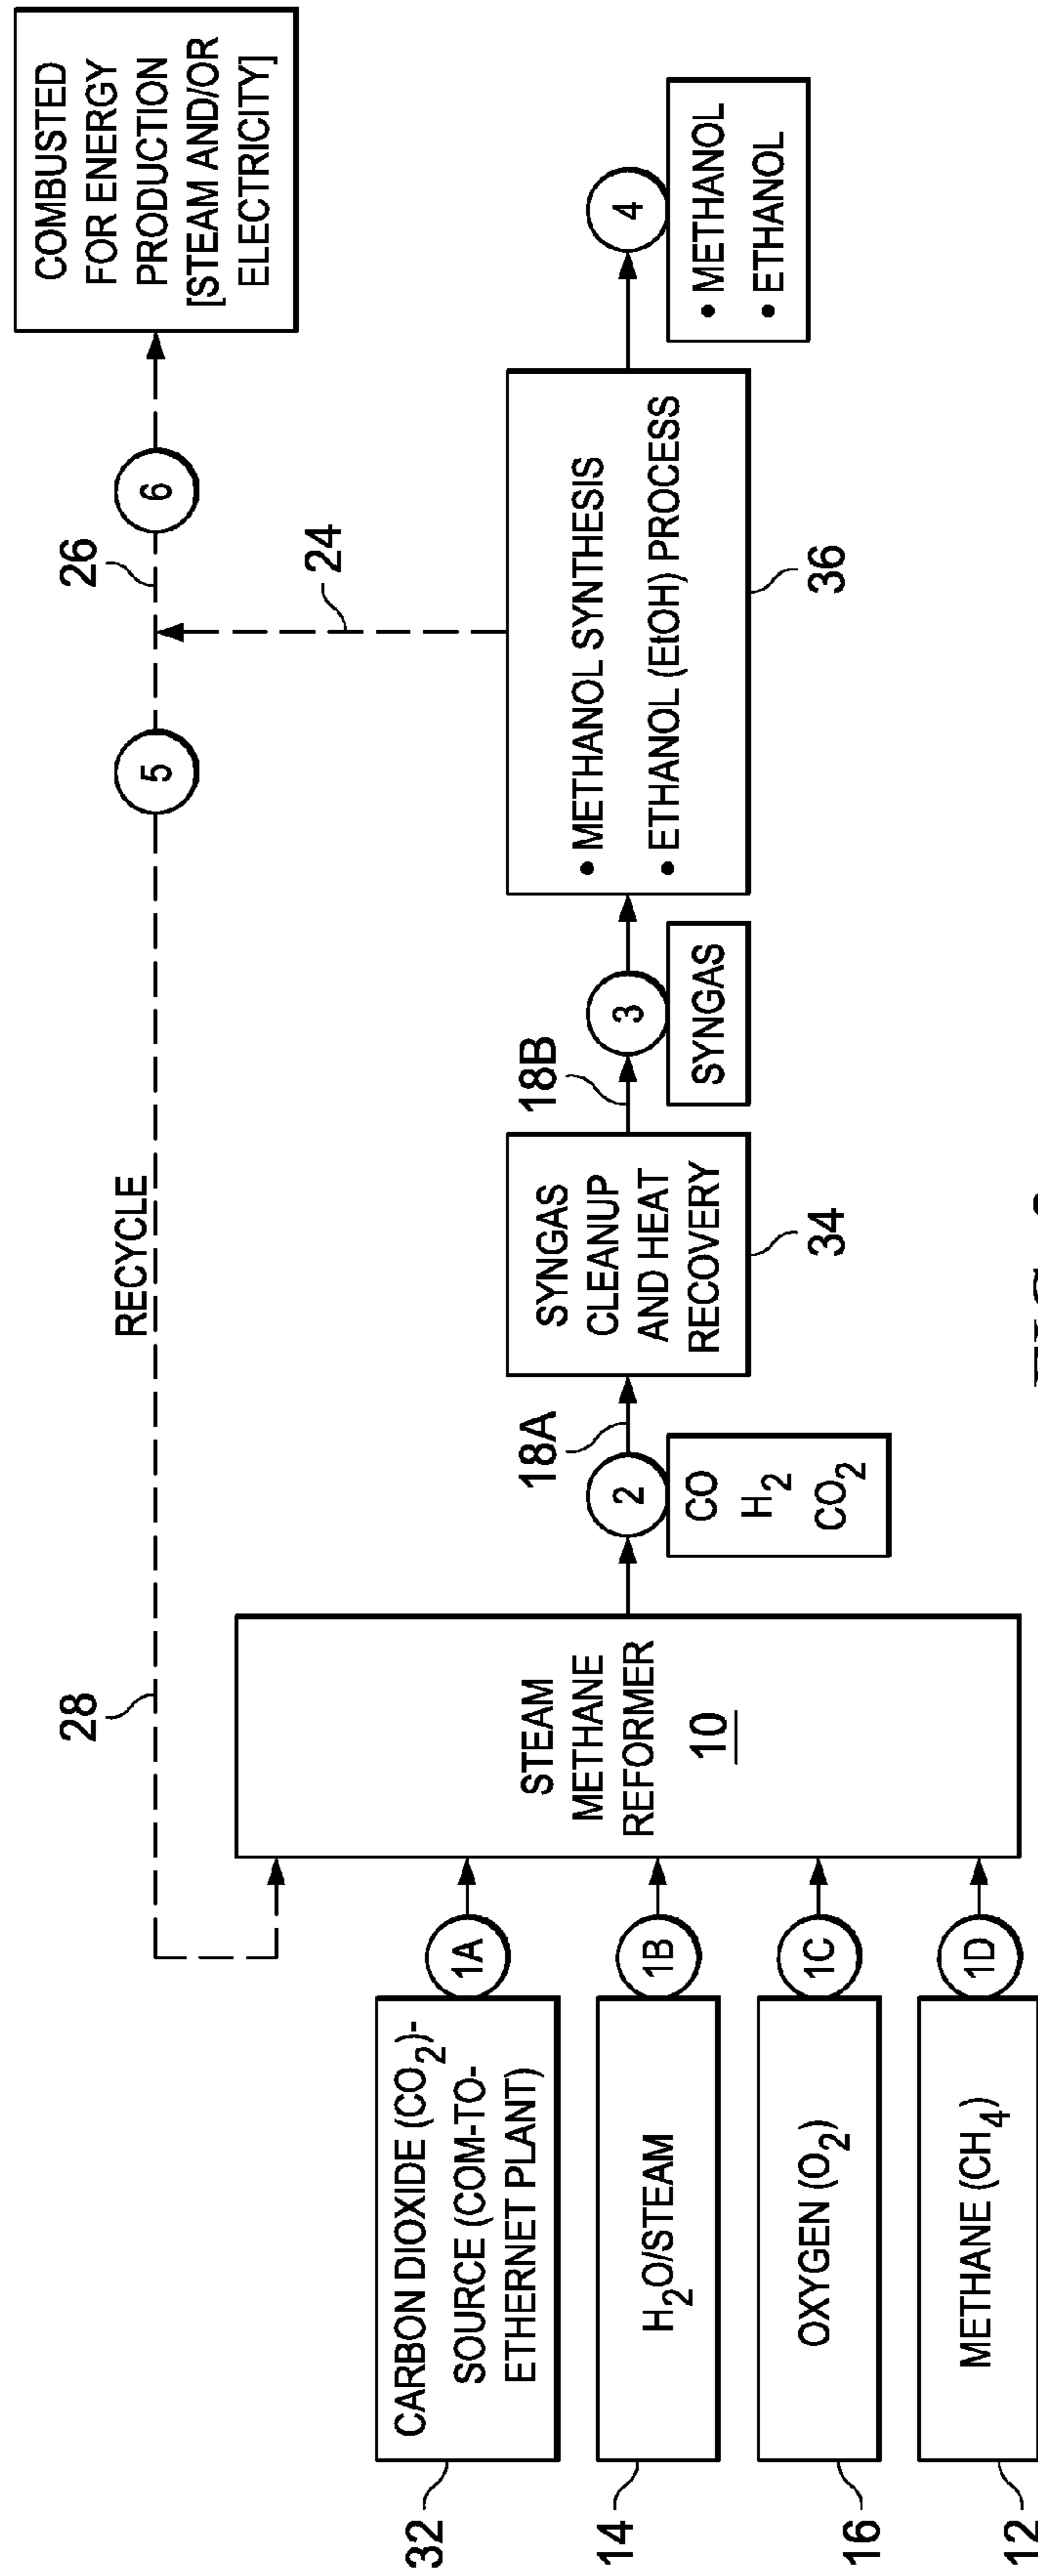 COMBUSTED
FOR ENERGY
PRODUCTION
[STEAM AND/OR
ELECTRICITY]
6
26
5
RECYCLE
28
24
CARBON DIOXIDE (CO2)-
SOURCE (COM-TO-
ETHERNET PLANT)
32
1A
H2O/STEAM
14
1B
OXYGEN (O2)
16
1C
METHANE (CH4)
12
1D
STEAM
METHANE
REFORMER
10
2
18A
CO
H2
CO2
SYNGAS
CLEANUP
AND HEAT
RECOVERY
34
18B
3
SYNGAS
• METHANOL SYNTHESIS
• ETHANOL (EtOH) PROCESS
36
4
• METHANOL
• ETHANOL